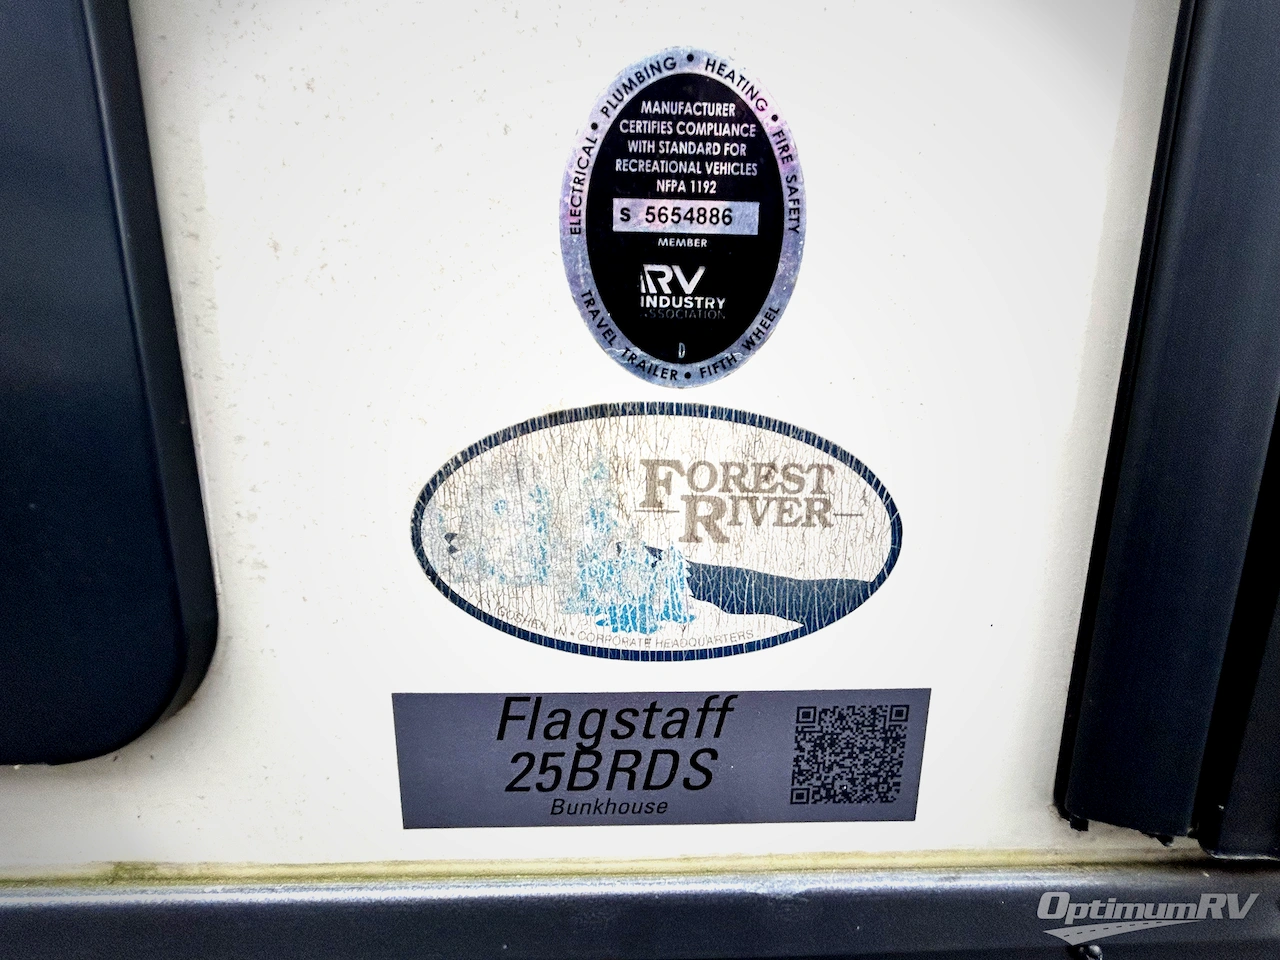 ELECTRICAL • PLUMBING • HEATING • FIRE SAFETY
MANUFACTURER
CERTIFIES COMPLIANCE
WITH STANDARD FOR
RECREATIONAL VEHICLES
NFPA 1192
S 5654886
MEMBER
RV
INDUSTRY
ASSOCIATION
D
TRAVEL TRAILER • FIFTH WHEEL
FOREST
RIVER
GOSHEN, IN • CORPORATE HEADQUARTERS
Flagstaff
25BRDS
Bunkhouse
OptimumRV